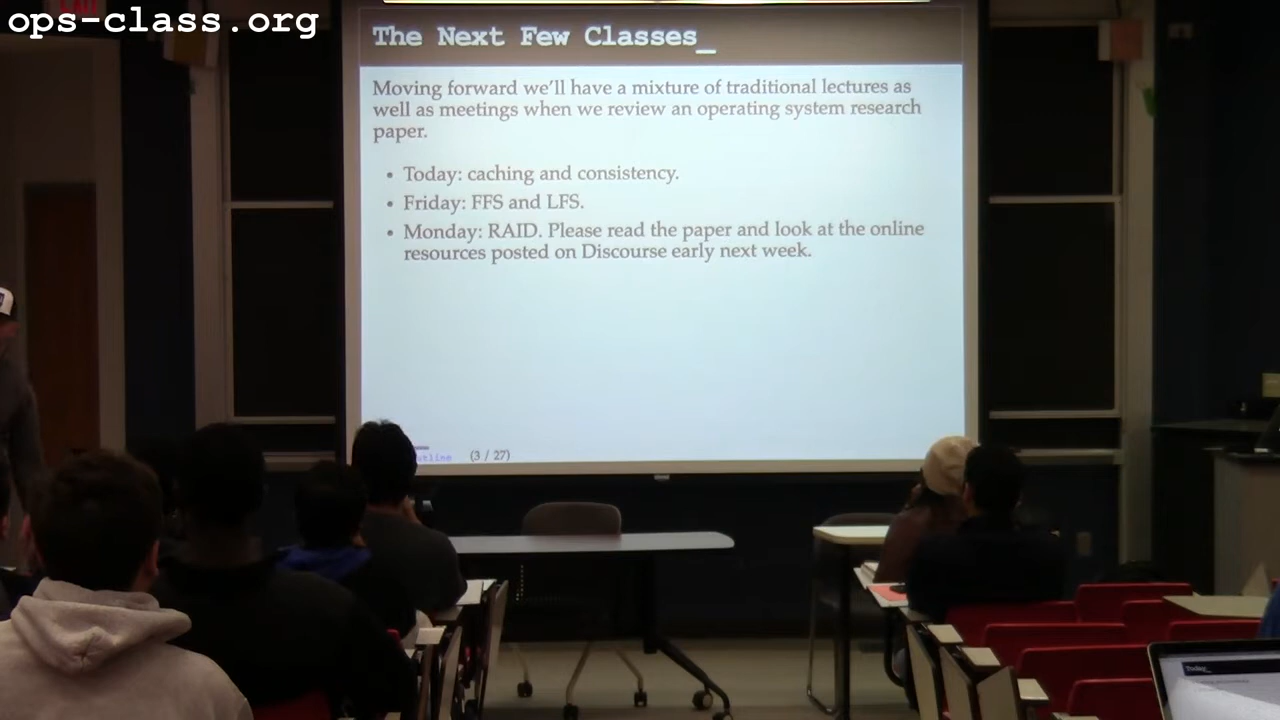 ops-class.org
EXIT
The Next Few Classes_
Moving forward we'll have a mixture of traditional lectures as
well as meetings when we review an operating system research
paper.
• Today: caching and consistency.
• Friday: FFS and LFS.
• Monday: RAID. Please read the paper and look at the online
resources posted on Discourse early next week.
(3 / 27)
Today_